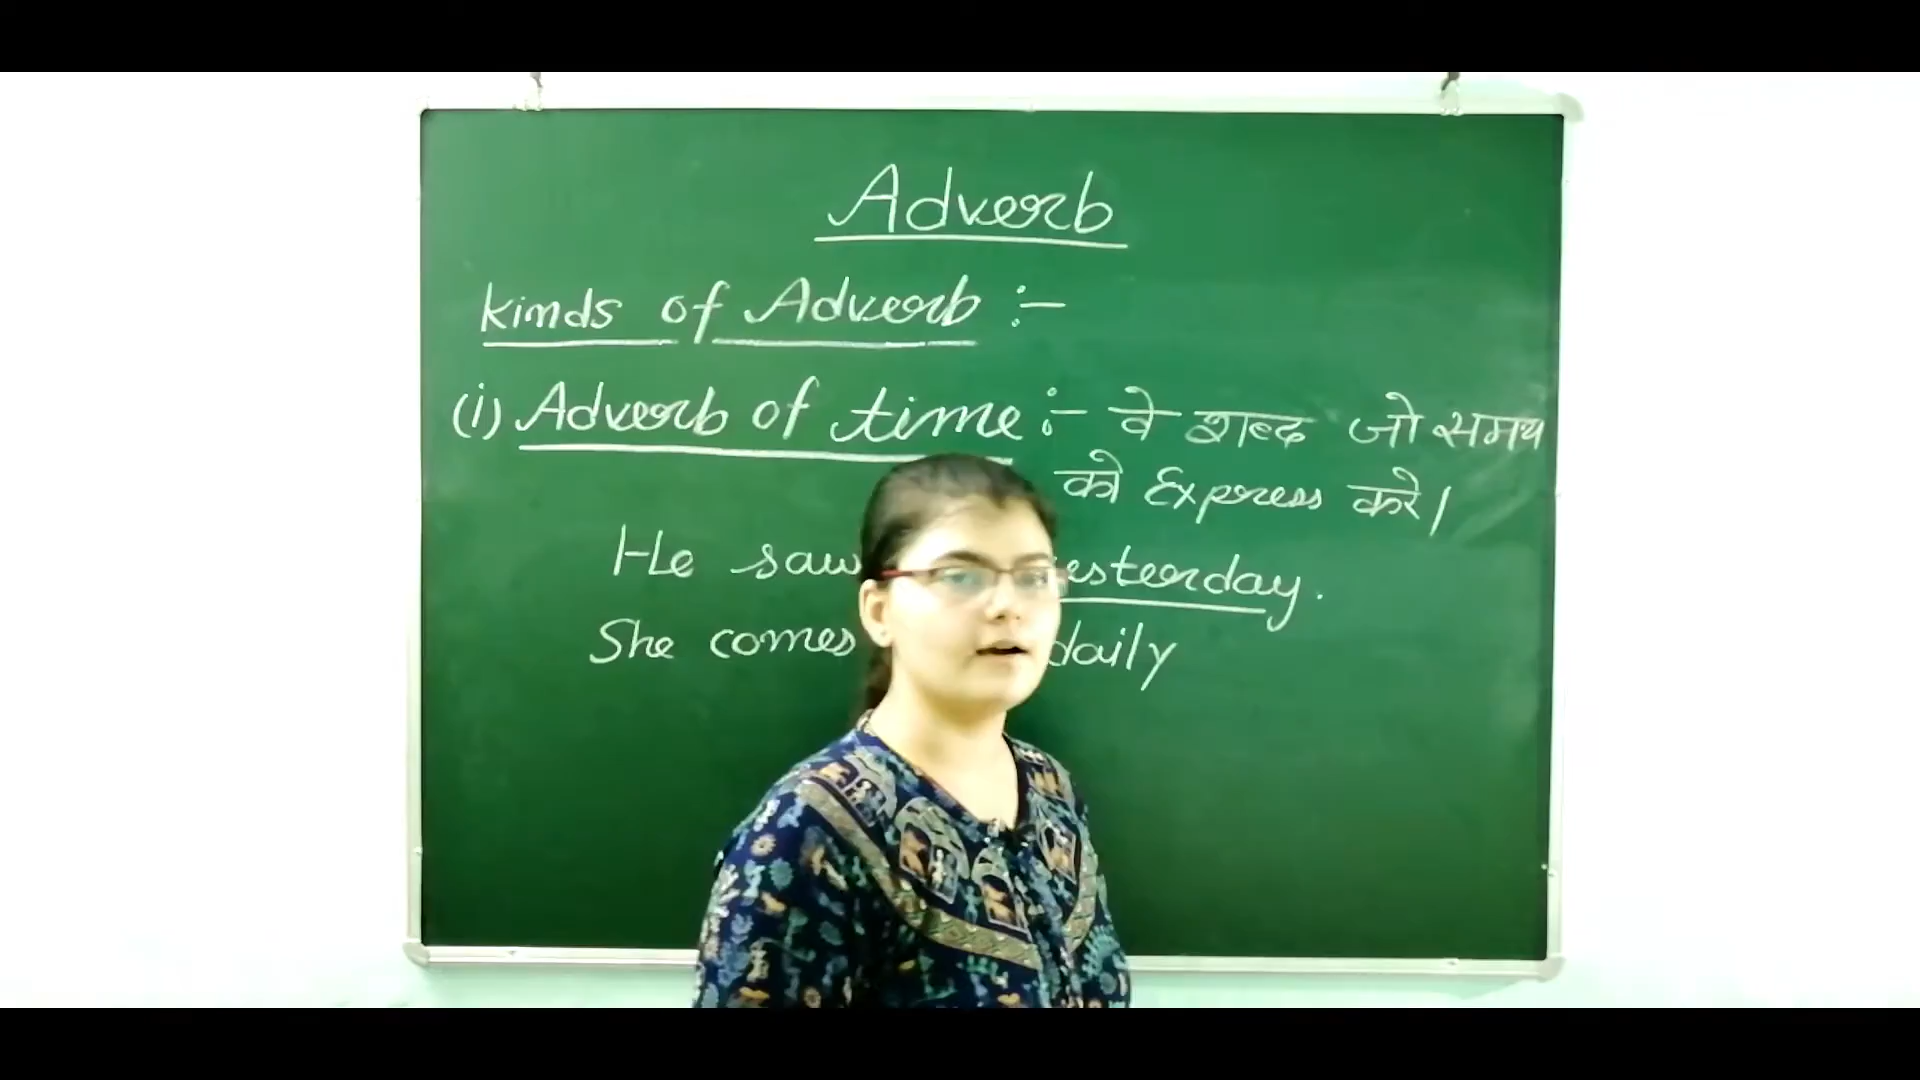 Adverb
kinds of Adverb :-
(i) Adverb of time :- वे शब्द जो समय
को Express करे।
He saw esterday.
She comes daily